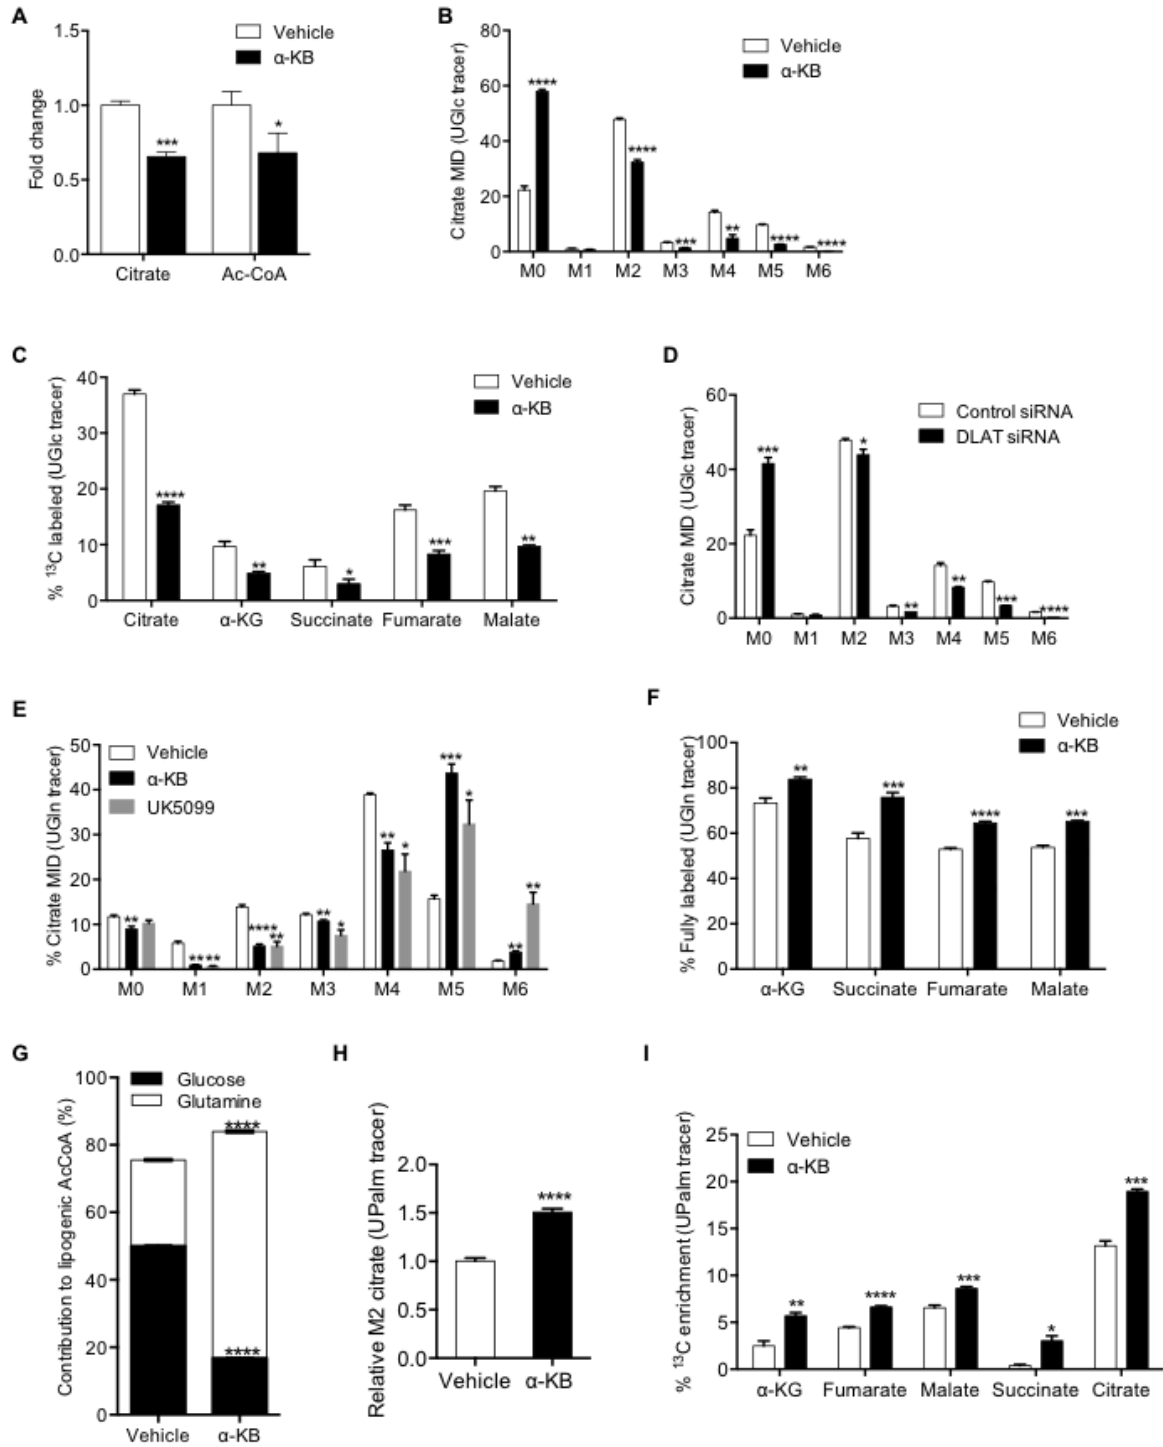 A
Fold change
1.5
1.0
0.5
0.0
Vehicle
α-KB
***
*
Citrate
Ac-CoA
B
Citrate MID (UGlc tracer)
80
60
40
20
0
Vehicle
α-KB
****
****
***
**
****
****
M0 M1 M2 M3 M4 M5 M6
C
% ¹³C labeled (UGlc tracer)
40
30
20
10
0
Vehicle
α-KB
****
**
*
***
**
Citrate α-KG Succinate Fumarate Malate
D
Citrate MID (UGlc tracer)
60
40
20
0
Control siRNA
DLAT siRNA
***
*
**
**
***
****
M0 M1 M2 M3 M4 M5 M6
E
% Citrate MID (UGln tracer)
50
40
30
20
10
0
Vehicle
α-KB
UK5099
**
****
****
**
**
*
**
*
***
*
**
**
M0 M1 M2 M3 M4 M5 M6
F
% Fully labeled (UGln tracer)
100
80
60
40
20
0
Vehicle
α-KB
**
***
****
***
α-KG Succinate Fumarate Malate
G
Contribution to lipogenic AcCoA (%)
100
80
60
40
20
0
Glucose
Glutamine
****
****
Vehicle α-KB
H
Relative M2 citrate (UPalm tracer)
2.0
1.5
1.0
0.5
0.0
****
Vehicle α-KB
I
% ¹³C enrichment (UPalm tracer)
25
20
15
10
5
0
Vehicle
α-KB
**
****
***
*
***
α-KG Fumarate Malate Succinate Citrate